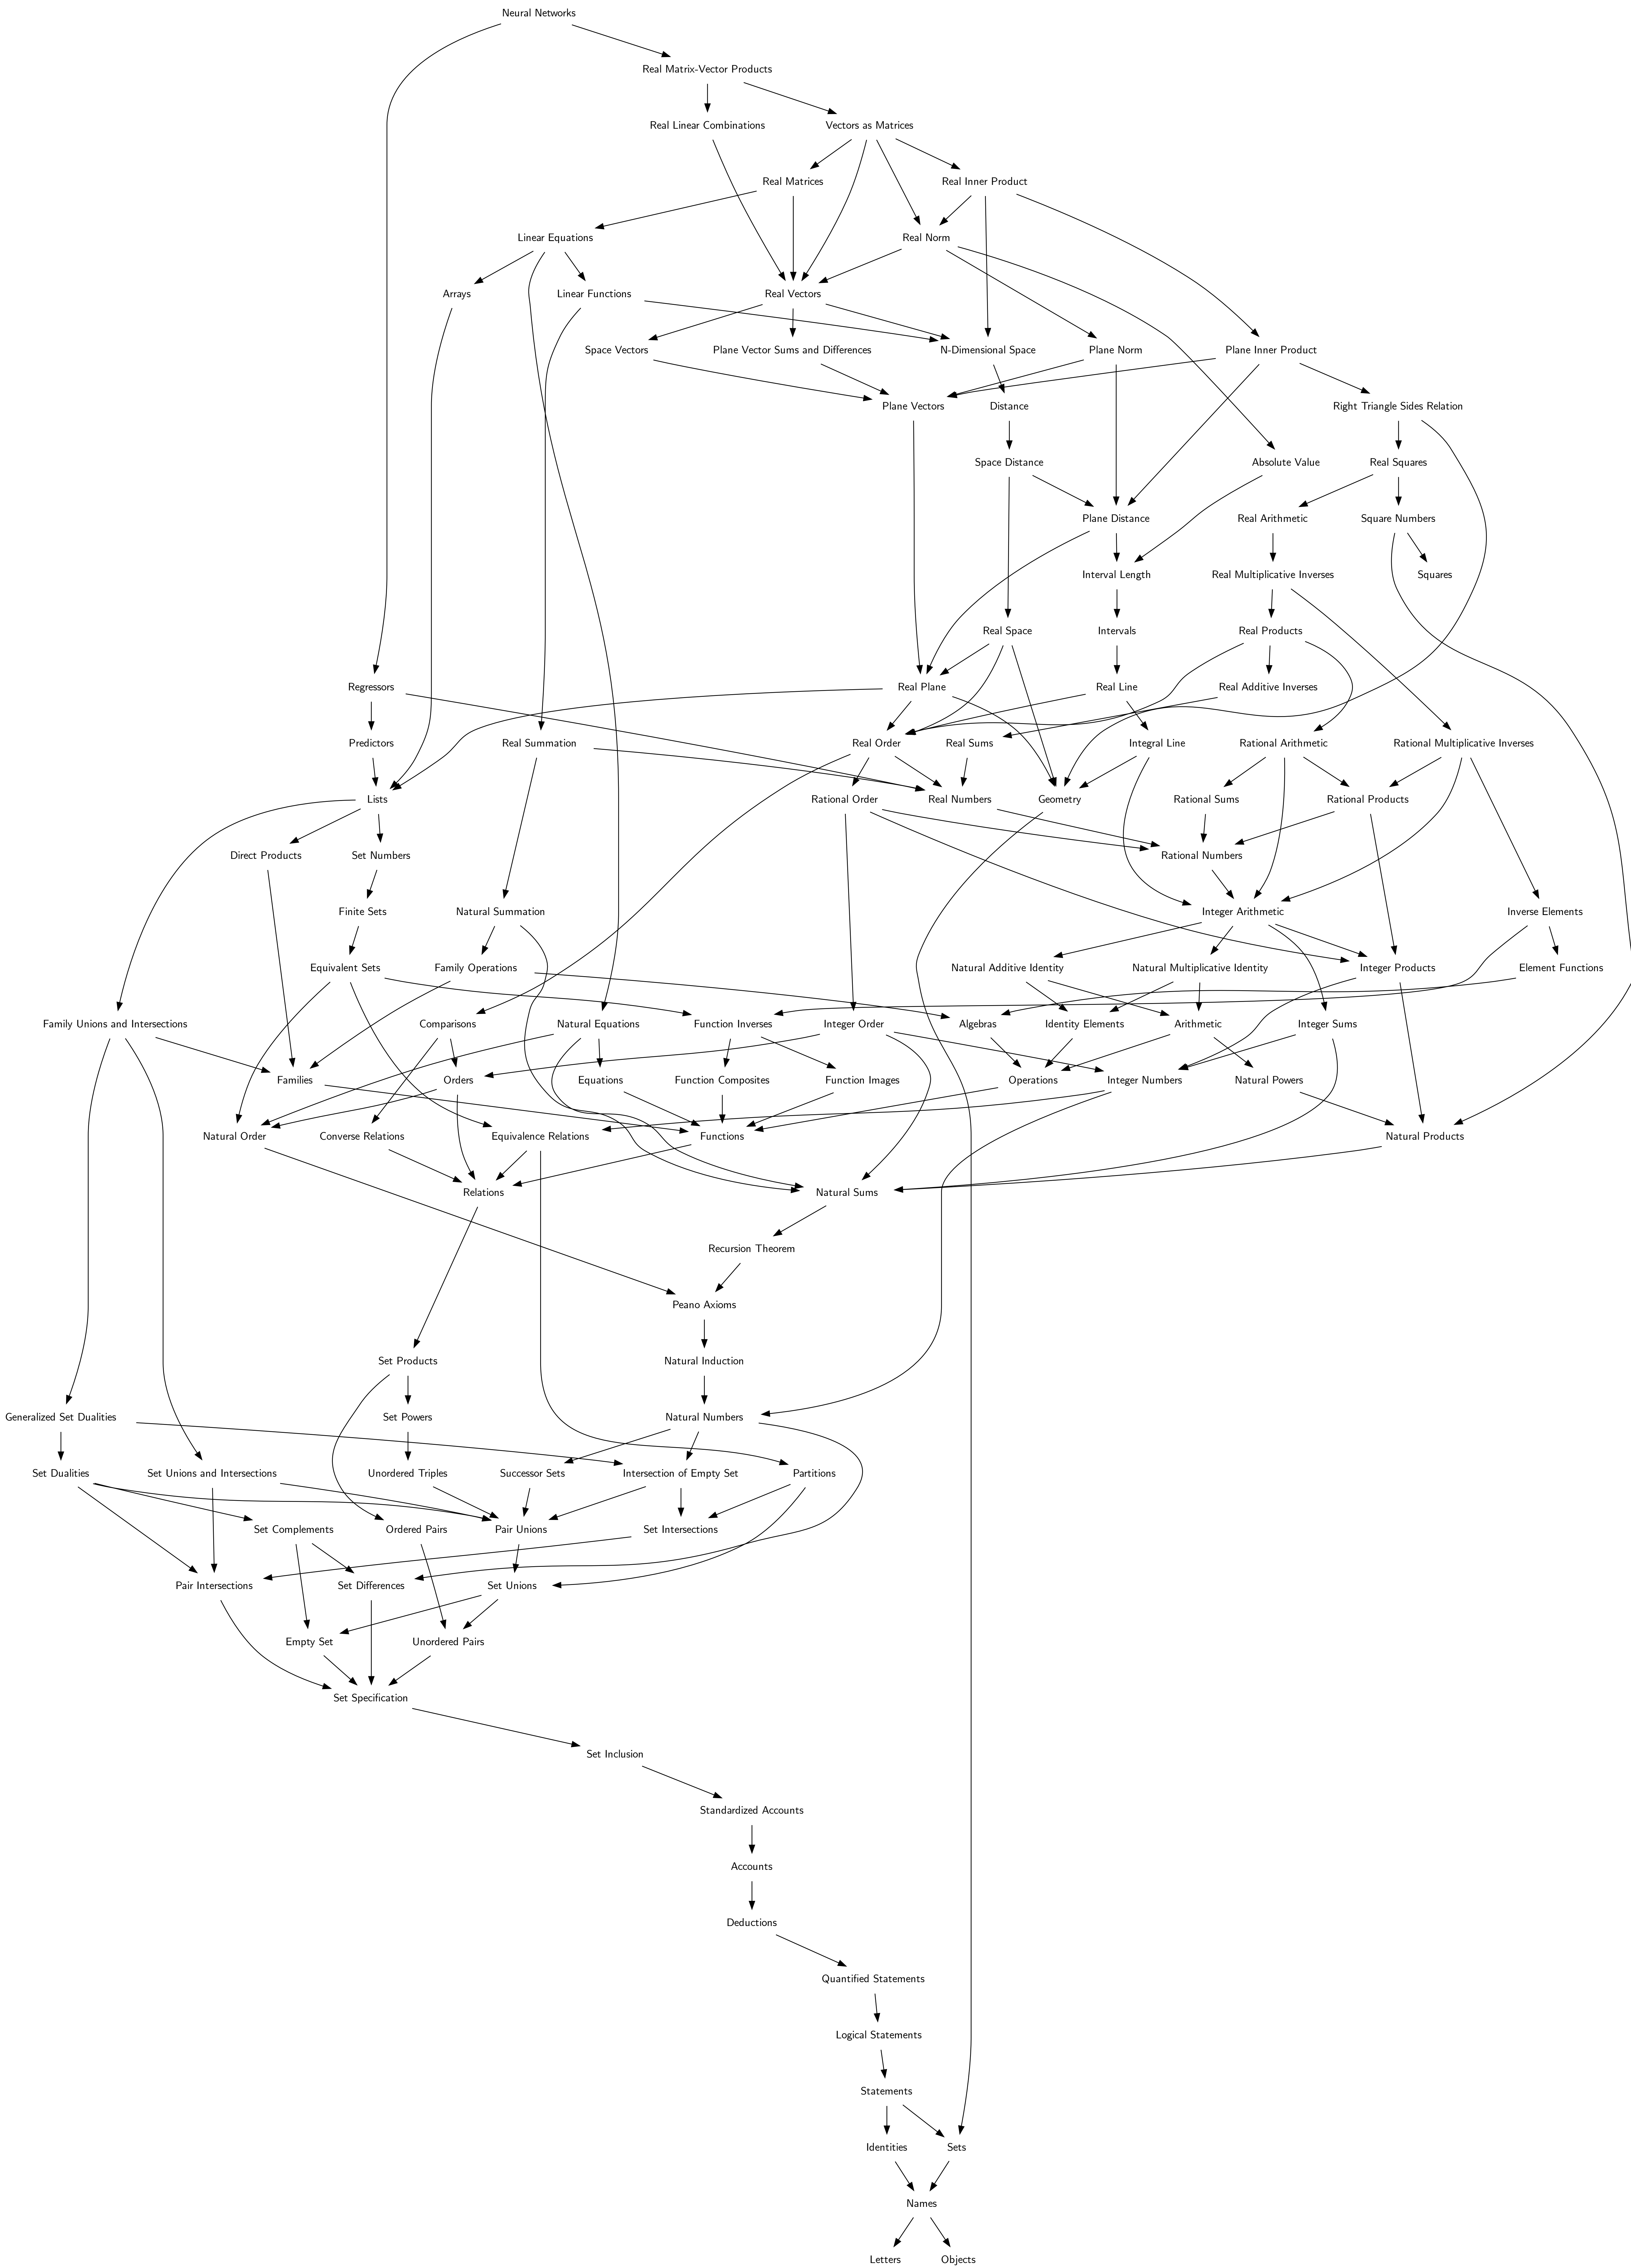 Neural Networks
Real Matrix-Vector Products
Real Linear Combinations
Vectors as Matrices
Real Matrices
Real Inner Product
Linear Equations
Real Norm
Arrays
Linear Functions
Real Vectors
Space Vectors
Plane Vector Sums and Differences
N-Dimensional Space
Plane Norm
Plane Inner Product
Plane Vectors
Distance
Right Triangle Sides Relation
Space Distance
Absolute Value
Real Squares
Plane Distance
Real Arithmetic
Square Numbers
Interval Length
Real Multiplicative Inverses
Squares
Real Space
Intervals
Real Products
Regressors
Real Plane
Real Line
Real Additive Inverses
Predictors
Real Summation
Real Order
Real Sums
Integral Line
Rational Arithmetic
Rational Multiplicative Inverses
Lists
Rational Order
Real Numbers
Geometry
Rational Sums
Rational Products
Direct Products
Set Numbers
Rational Numbers
Finite Sets
Natural Summation
Integer Arithmetic
Inverse Elements
Equivalent Sets
Family Operations
Natural Additive Identity
Natural Multiplicative Identity
Integer Products
Element Functions
Family Unions and Intersections
Comparisons
Natural Equations
Function Inverses
Integer Order
Algebras
Identity Elements
Arithmetic
Integer Sums
Families
Orders
Equations
Function Composites
Function Images
Operations
Integer Numbers
Natural Powers
Natural Order
Converse Relations
Equivalence Relations
Functions
Natural Products
Relations
Natural Sums
Recursion Theorem
Peano Axioms
Set Products
Natural Induction
Generalized Set Dualities
Set Powers
Natural Numbers
Set Dualities
Set Unions and Intersections
Unordered Triples
Successor Sets
Intersection of Empty Set
Partitions
Set Complements
Ordered Pairs
Pair Unions
Set Intersections
Pair Intersections
Set Differences
Set Unions
Empty Set
Unordered Pairs
Set Specification
Set Inclusion
Standardized Accounts
Accounts
Deductions
Quantified Statements
Logical Statements
Statements
Identities
Sets
Names
Letters
Objects